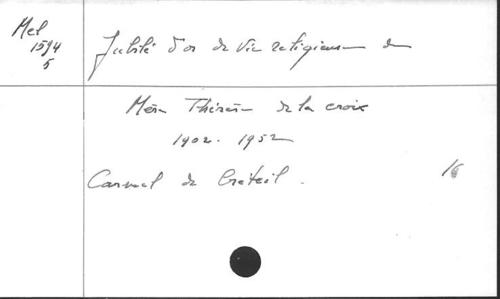 Mel
1594
5
Jubilé d'or de vie religieuse de
Mère Thérèse de la croix
1902. 1952
Carmel de Créteil.
16